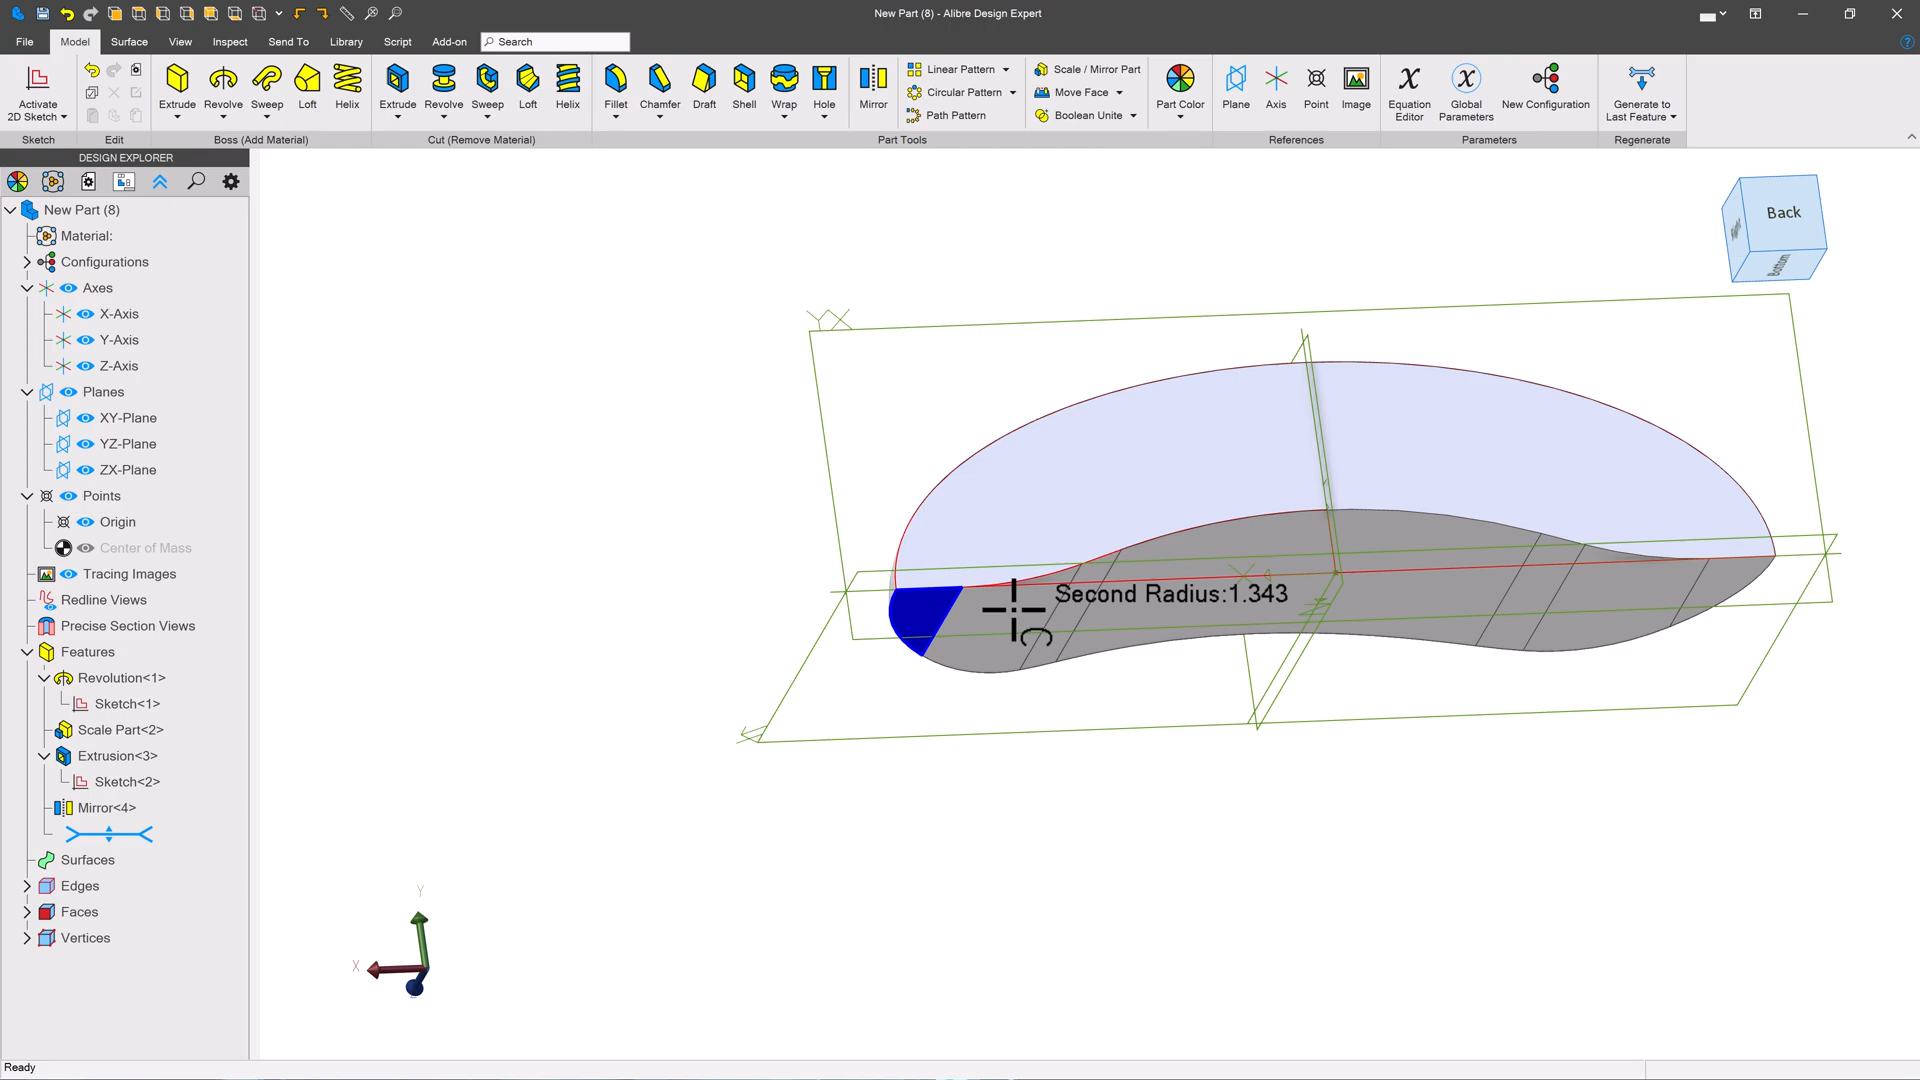 New Part (8) - Alibre Design Expert
File Model Surface View Inspect Send To Library Script Add-on Search
Activate
2D Sketch
Extrude Revolve Sweep Loft Helix
Extrude Revolve Sweep Loft Helix
Fillet Chamfer Draft Shell Wrap Hole
Mirror
Linear Pattern
Circular Pattern
Path Pattern
Scale / Mirror Part
Move Face
Boolean Unite
Part Color
Plane Axis Point Image
Equation
Editor
Global
Parameters
New Configuration
Generate to
Last Feature
Sketch Edit Boss (Add Material) Cut (Remove Material) Part Tools References Parameters Regenerate
DESIGN EXPLORER
New Part (8)
Material:
Configurations
Axes
X-Axis
Y-Axis
Z-Axis
Planes
XY-Plane
YZ-Plane
ZX-Plane
Points
Origin
Center of Mass
Tracing Images
Redline Views
Precise Section Views
Features
Revolution<1>
Sketch<1>
Scale Part<2>
Extrusion<3>
Sketch<2>
Mirror<4>
Surfaces
Edges
Faces
Vertices
Back
Bottom
Second Radius:1.343
Y
X
Ready